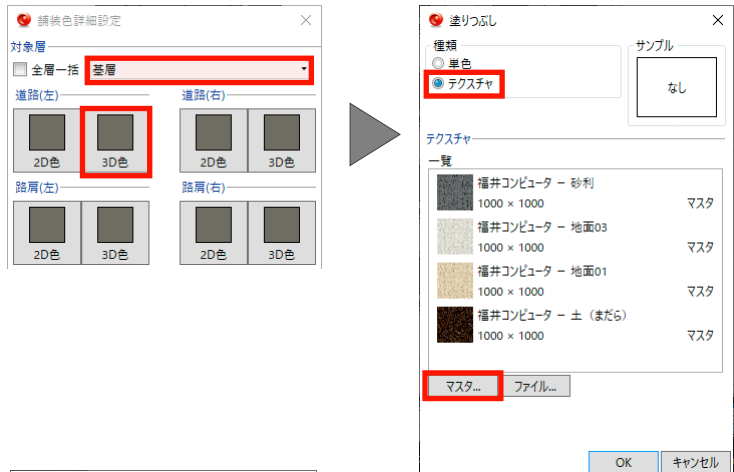 舗装色詳細設定
対象層
全層一括 基層
道路(左) 道路(右)
2D色 3D色 2D色 3D色
路肩(左) 路肩(右)
2D色 3D色 2D色 3D色
塗りつぶし
種類
単色
テクスチャ
サンプル
なし
テクスチャ
一覧
福井コンピュータ － 砂利
1000 × 1000 マスタ
福井コンピュータ － 地面03
1000 × 1000 マスタ
福井コンピュータ － 地面01
1000 × 1000 マスタ
福井コンピュータ － 土（まだら）
1000 × 1000 マスタ
マスタ... ファイル...
OK キャンセル